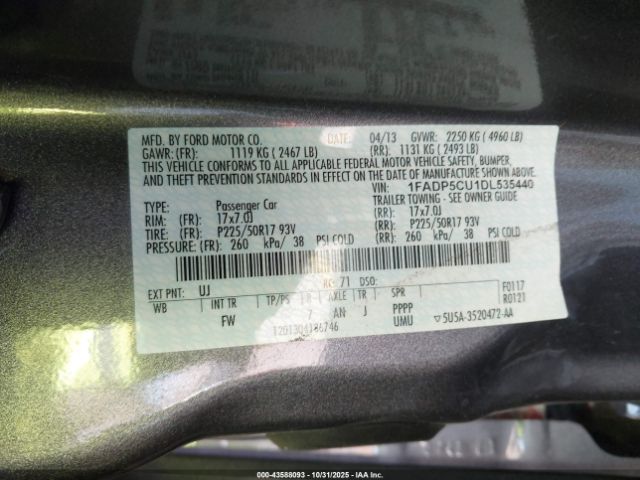 MFD. BY FORD MOTOR CO. DATE: 04/13 GVWR: 2250 KG ( 4960 LB)
GAWR: (FR): 1119 KG ( 2467 LB) (RR): 1131 KG ( 2493 LB)
THIS VEHICLE CONFORMS TO ALL APPLICABLE FEDERAL MOTOR VEHICLE SAFETY, BUMPER,
AND THEFT PREVENTION STANDARDS IN EFFECT ON THE DATE OF MANUFACTURE SHOWN ABOVE.
VIN: 1FADP5CU1DL535440
TYPE: Passenger Car TRAILER TOWING - SEE OWNER GUIDE
RIM: (FR): 17x7.0J (RR): 17x7.0J
TIRE: (FR): P225/50R17 93V (RR): P225/50R17 93V
PRESSURE: (FR): 260 kPa/ 38 PSI COLD (RR): 260 kPa/ 38 PSI COLD
EXT PNT: UJ RC: 71 DSO: F0117
WB INT TR TP/PS R AXLE TR SPR R0121
FW 7 AN J PPPP
UMU ▽5U5A-3520472-AA
1201304186746
000-43588093 - 10/31/2025 - IAAI.COM